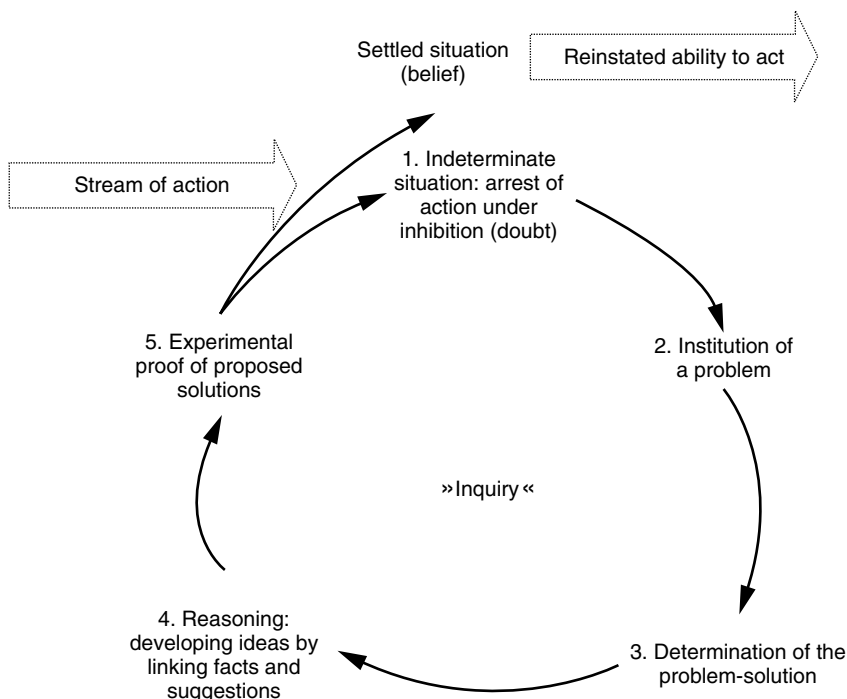 Settled situation
(belief)
Reinstated ability to act
Stream of action
1. Indeterminate
situation: arrest of
action under
inhibition (doubt)
2. Institution of
a problem
3. Determination of the
problem-solution
4. Reasoning:
developing ideas by
linking facts and
suggestions
5. Experimental
proof of proposed
solutions
»Inquiry«